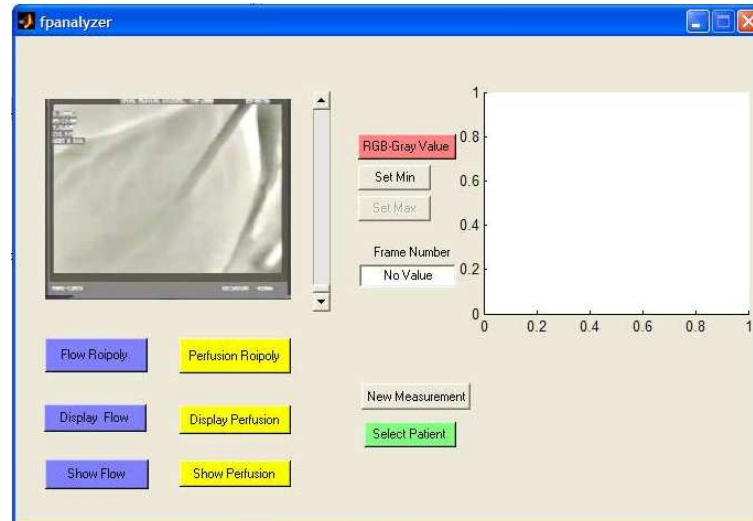 fpanalyzer
RGB-Gray Value
Set Min
Set Max
Frame Number
No Value
1
0.8
0.6
0.4
0.2
0
0 0.2 0.4 0.6 0.8 1
Flow Roipoly
Perfusion Roipoly
Display Flow
Display Perfusion
Show Flow
Show Perfusion
New Measurement
Select Patient